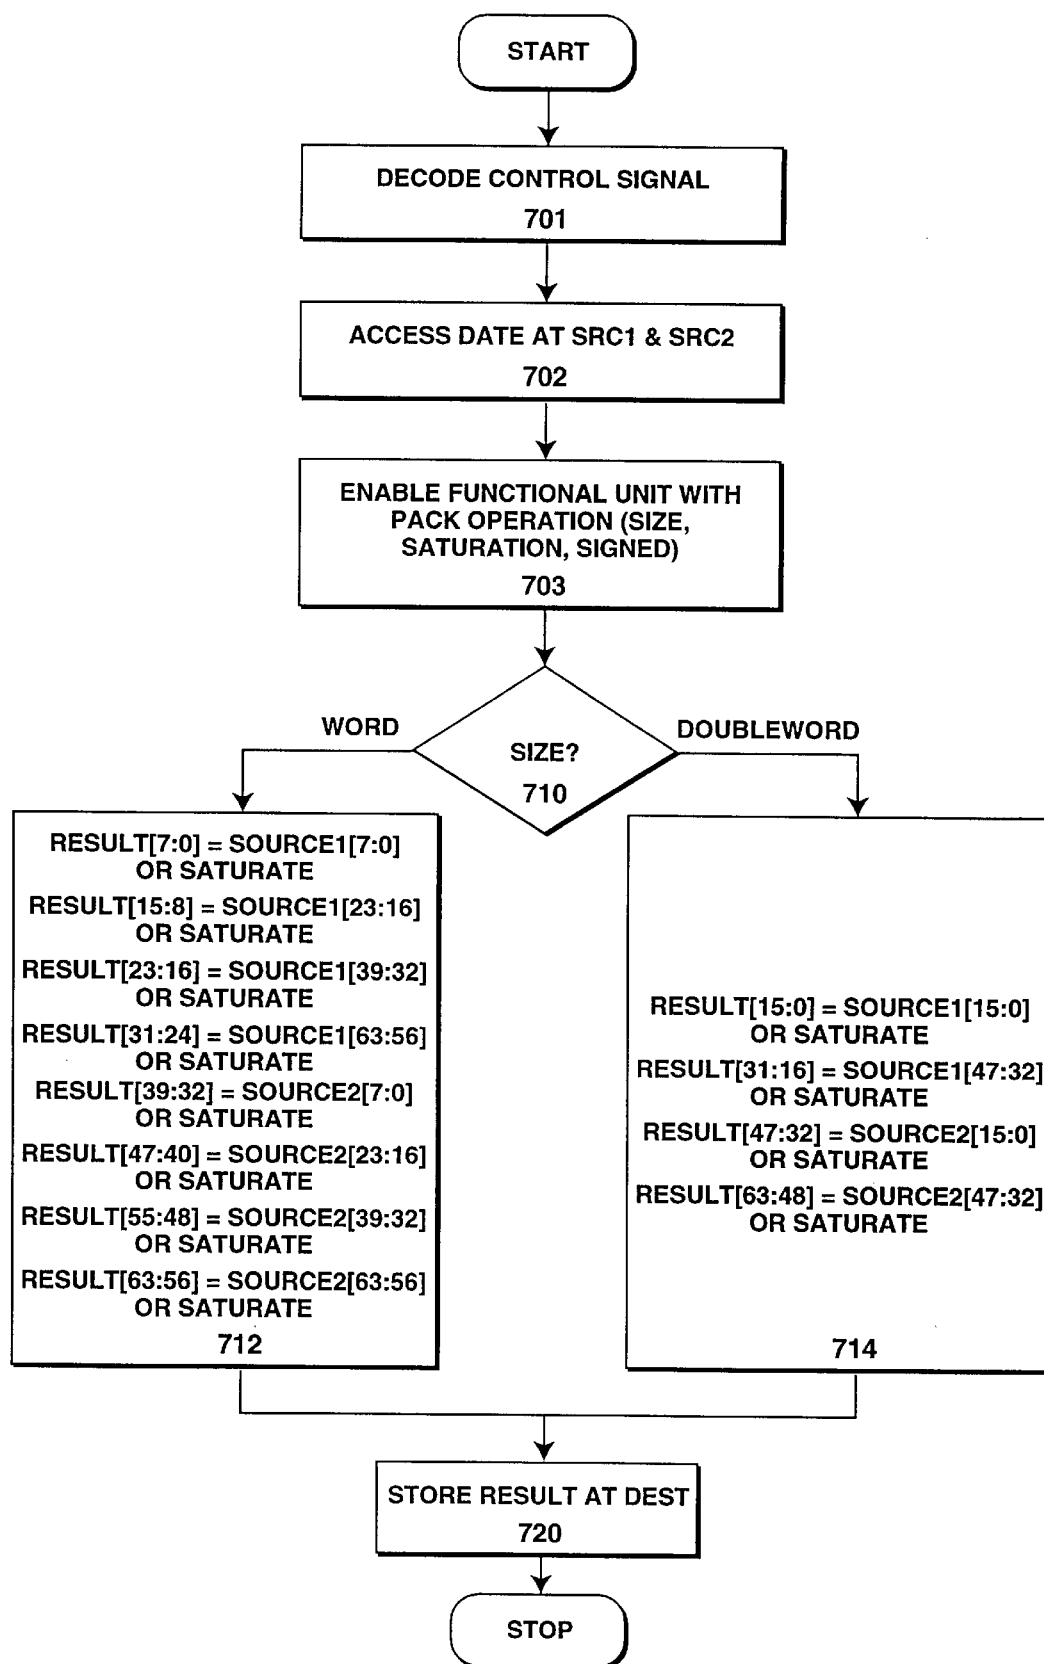 START
DECODE CONTROL SIGNAL
701
ACCESS DATE AT SRC1 & SRC2
702
ENABLE FUNCTIONAL UNIT WITH
PACK OPERATION (SIZE,
SATURATION, SIGNED)
703
WORD
DOUBLEWORD
SIZE?
710
RESULT[7:0] = SOURCE1[7:0]
OR SATURATE
RESULT[15:8] = SOURCE1[23:16]
OR SATURATE
RESULT[23:16] = SOURCE1[39:32]
OR SATURATE
RESULT[31:24] = SOURCE1[63:56]
OR SATURATE
RESULT[39:32] = SOURCE2[7:0]
OR SATURATE
RESULT[47:40] = SOURCE2[23:16]
OR SATURATE
RESULT[55:48] = SOURCE2[39:32]
OR SATURATE
RESULT[63:56] = SOURCE2[63:56]
OR SATURATE
712
RESULT[15:0] = SOURCE1[15:0]
OR SATURATE
RESULT[31:16] = SOURCE1[47:32]
OR SATURATE
RESULT[47:32] = SOURCE2[15:0]
OR SATURATE
RESULT[63:48] = SOURCE2[47:32]
OR SATURATE
714
STORE RESULT AT DEST
720
STOP